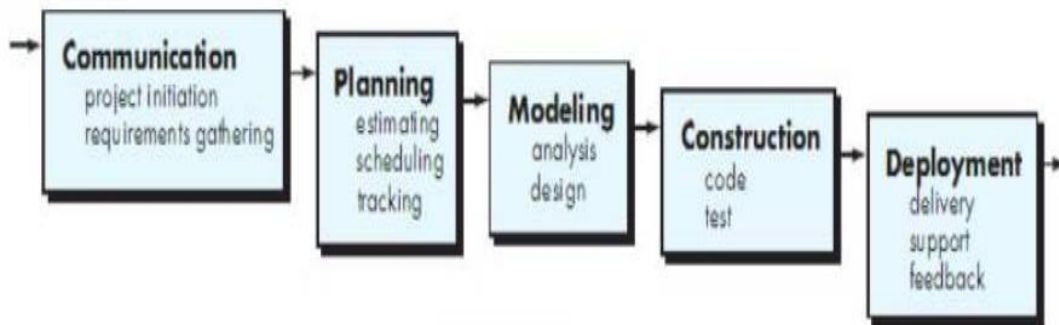 Communication
project initiation
requirements gathering
Planning
estimating
scheduling
tracking
Modeling
analysis
design
Construction
code
test
Deployment
delivery
support
feedback